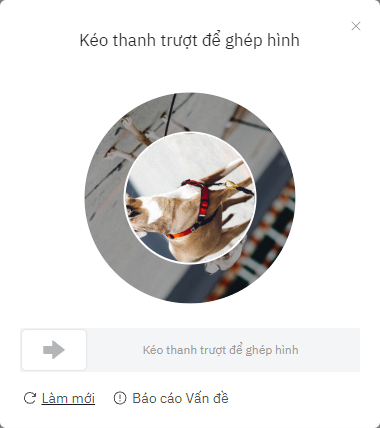 Kéo thanh trượt để ghép hình
Kéo thanh trượt để ghép hình
Làm mới Báo cáo Vấn đề